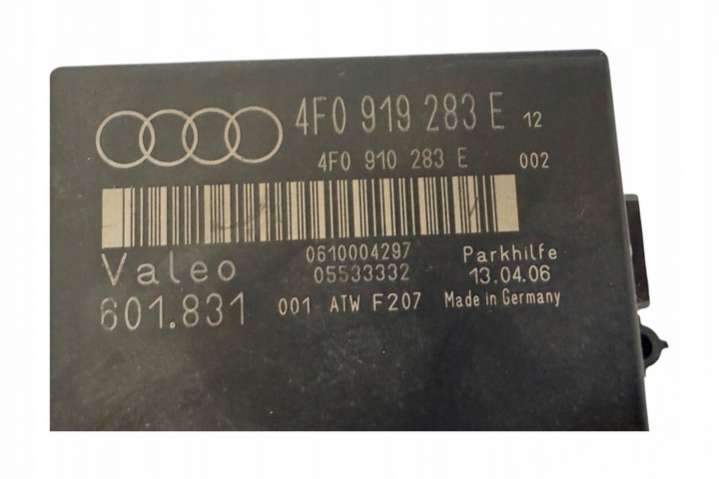 4F0 919 283 E 12
4F0 910 283 E 002
0610004297 Parkhilfe
Valeo 05533332 13.04.06
601.831 001 ATW F207 Made in Germany